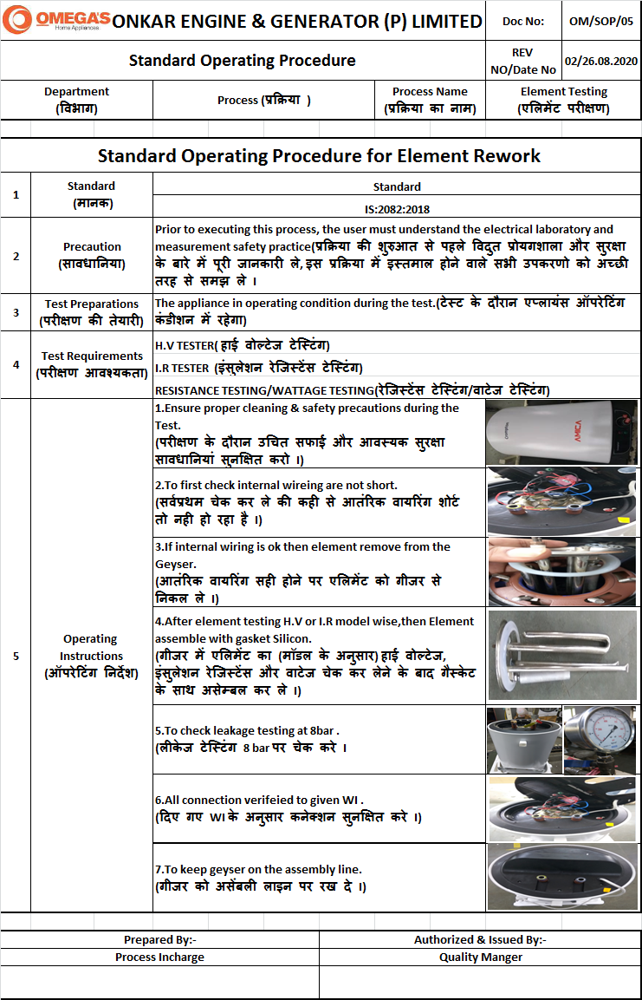 OMEGA'S
Home Appliances
ONKAR ENGINE & GENERATOR (P) LIMITED
Doc No:
OM/SOP/05
Standard Operating Procedure
REV
NO/Date No
02/26.08.2020
Department
(विभाग)
Process (प्रक्रिया )
Process Name
(प्रक्रिया का नाम)
Element Testing
(एलिमेंट परीक्षण)
Standard Operating Procedure for Element Rework
1
Standard
(मानक)
Standard
IS:2082:2018
2
Precaution
(सावधानिया)
Prior to executing this process, the user must understand the electrical laboratory and
measurement safety practice(प्रक्रिया की शुरुआत से पहले विदुत प्रोयगशाला और सुरक्षा
के बारे में पूरी जानकारी ले, इस प्रक्रिया में इस्तमाल होने वाले सभी उपकरणो को अच्छी
तरह से समझ ले ।
3
Test Preparations
(परीक्षण की तेयारी)
The appliance in operating condition during the test.(टेस्ट के दौरान एप्लायंस ऑपरेटिंग
कंडीशन में रहेगा)
4
Test Requirements
(परीक्षण आवश्यकता)
H.V TESTER( हाई वोल्टेज टेस्टिंग)
I.R TESTER (इंसुलेशन रेजिस्टेंस टेस्टिंग)
RESISTANCE TESTING/WATTAGE TESTING(रेजिस्टेंस टेस्टिंग/वाटेज टेस्टिंग)
5
Operating
Instructions
(ऑपरेटिंग निर्देश)
1.Ensure proper cleaning & safety precautions during the
Test.
(परीक्षण के दौरान उचित सफाई और आवस्यक सुरक्षा
सावधानियां सुनक्षित करो ।)
AMICA
2.To first check internal wireing are not short.
(सर्वप्रथम चेक कर ले की कही से आतंरिक वायरिंग शोर्ट
तो नही हो रहा है ।)
3.If internal wiring is ok then element remove from the
Geyser.
(आतंरिक वायरिंग सही होने पर एलिमेंट को गीजर से
निकल ले ।)
4.After element testing H.V or I.R model wise,then Element
assemble with gasket Silicon.
(गीजर में एलिमेंट का (मॉडल के अनुसार) हाई वोल्टेज,
इंसुलेशन रेजिस्टेंस और वाटेज चेक कर लेने के बाद गैस्केट
के साथ असेम्बल कर ले ।)
5.To check leakage testing at 8bar .
(लीकेज टेस्टिंग 8 bar पर चेक करे ।
6.All connection verifeied to given WI .
(दिए गए WI के अनुसार कनेक्शन सुनक्षित करे ।)
7.To keep geyser on the assembly line.
(गीजर को असेंबली लाइन पर रख दे ।)
Prepared By:-
Authorized & Issued By:-
Process Incharge
Quality Manger